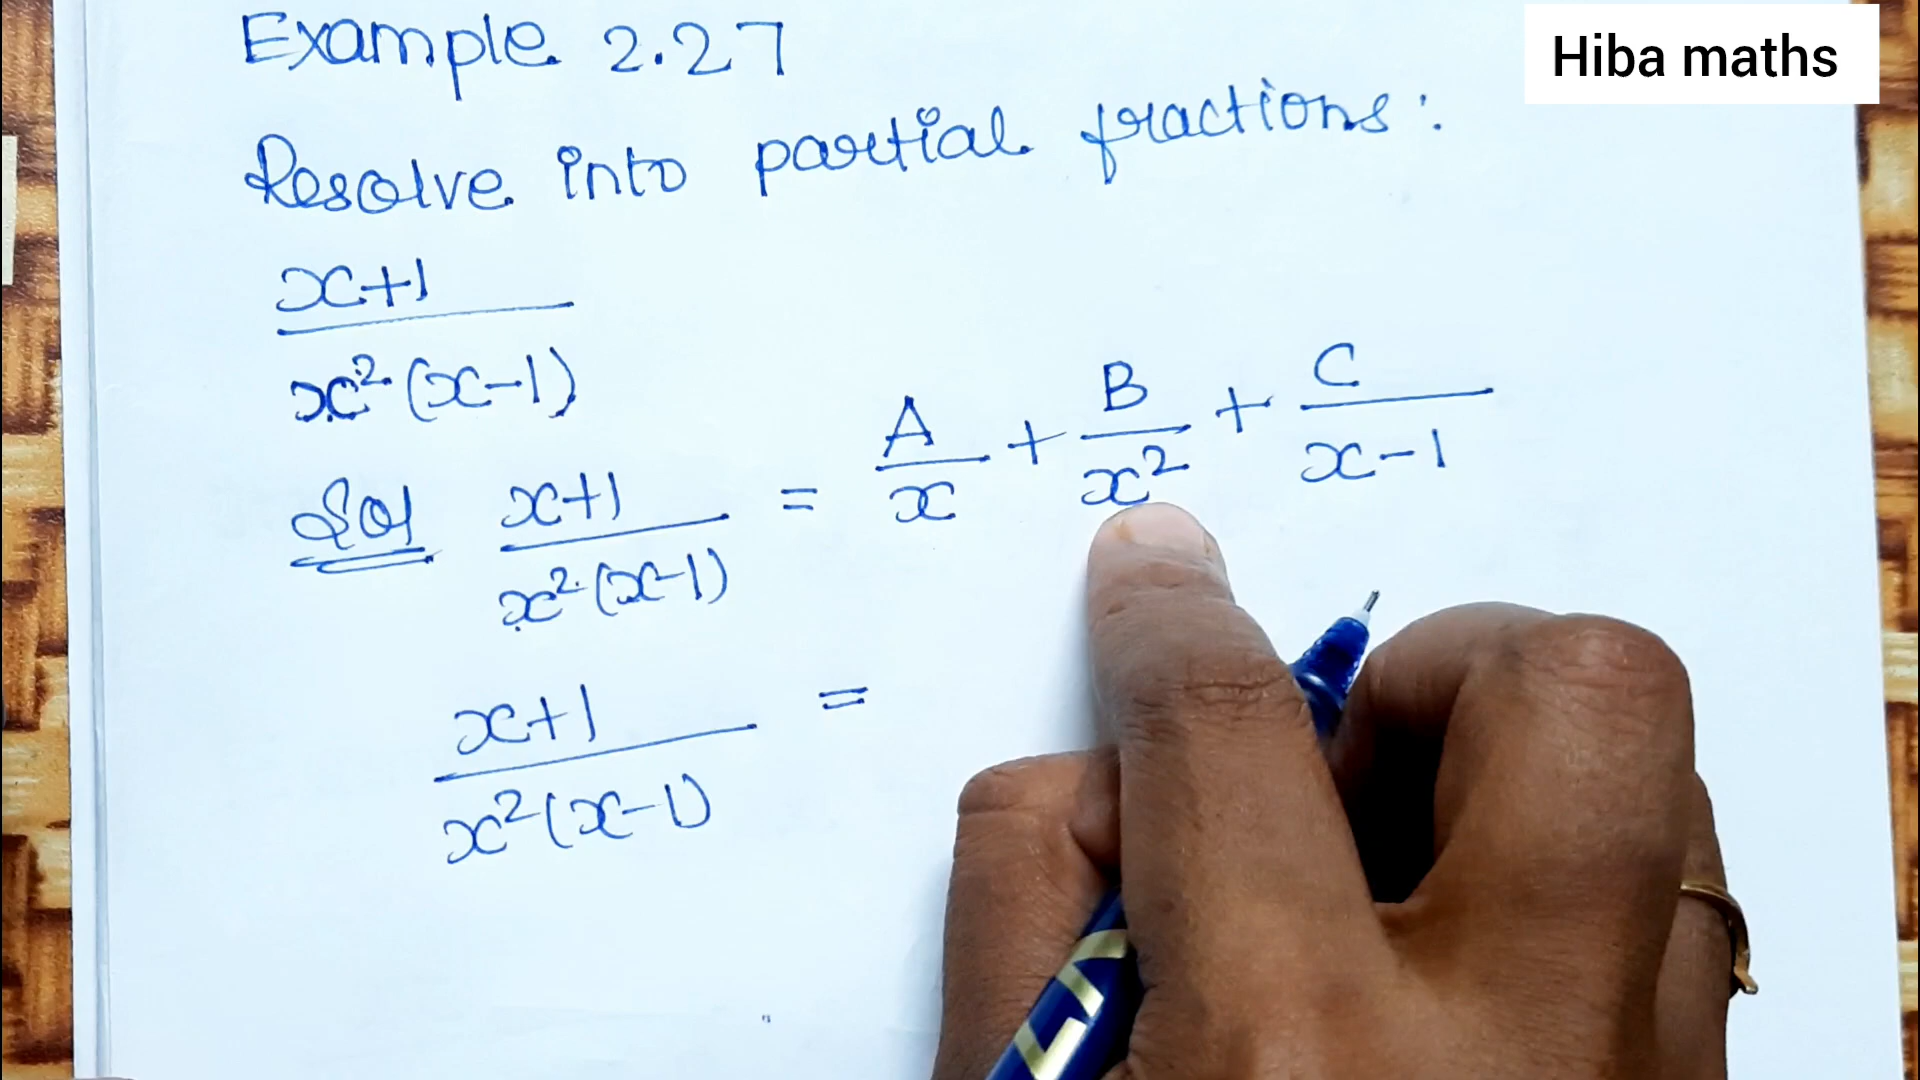 Hiba maths
Example 2.27
Resolve into partial fractions:
x+1
x²(x-1)
Sol x+1 / x²(x-1) = A/x + B/x² + C/x-1
x+1 / x²(x-1) =